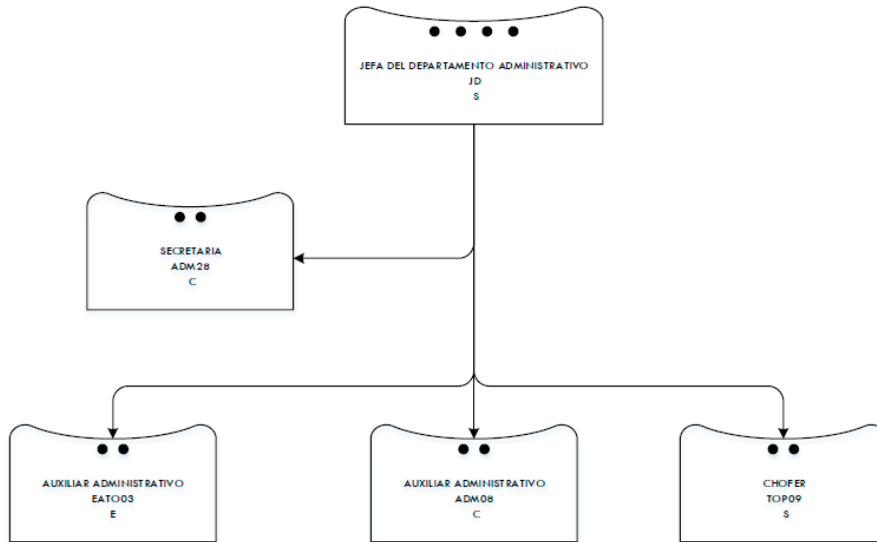 JEFA DEL DEPARTAMENTO ADMINISTRATIVO
JD
S
SECRETARIA
ADM28
C
AUXILIAR ADMINISTRATIVO
EATO03
E
AUXILIAR ADMINISTRATIVO
ADM08
C
CHOFER
TOP09
S